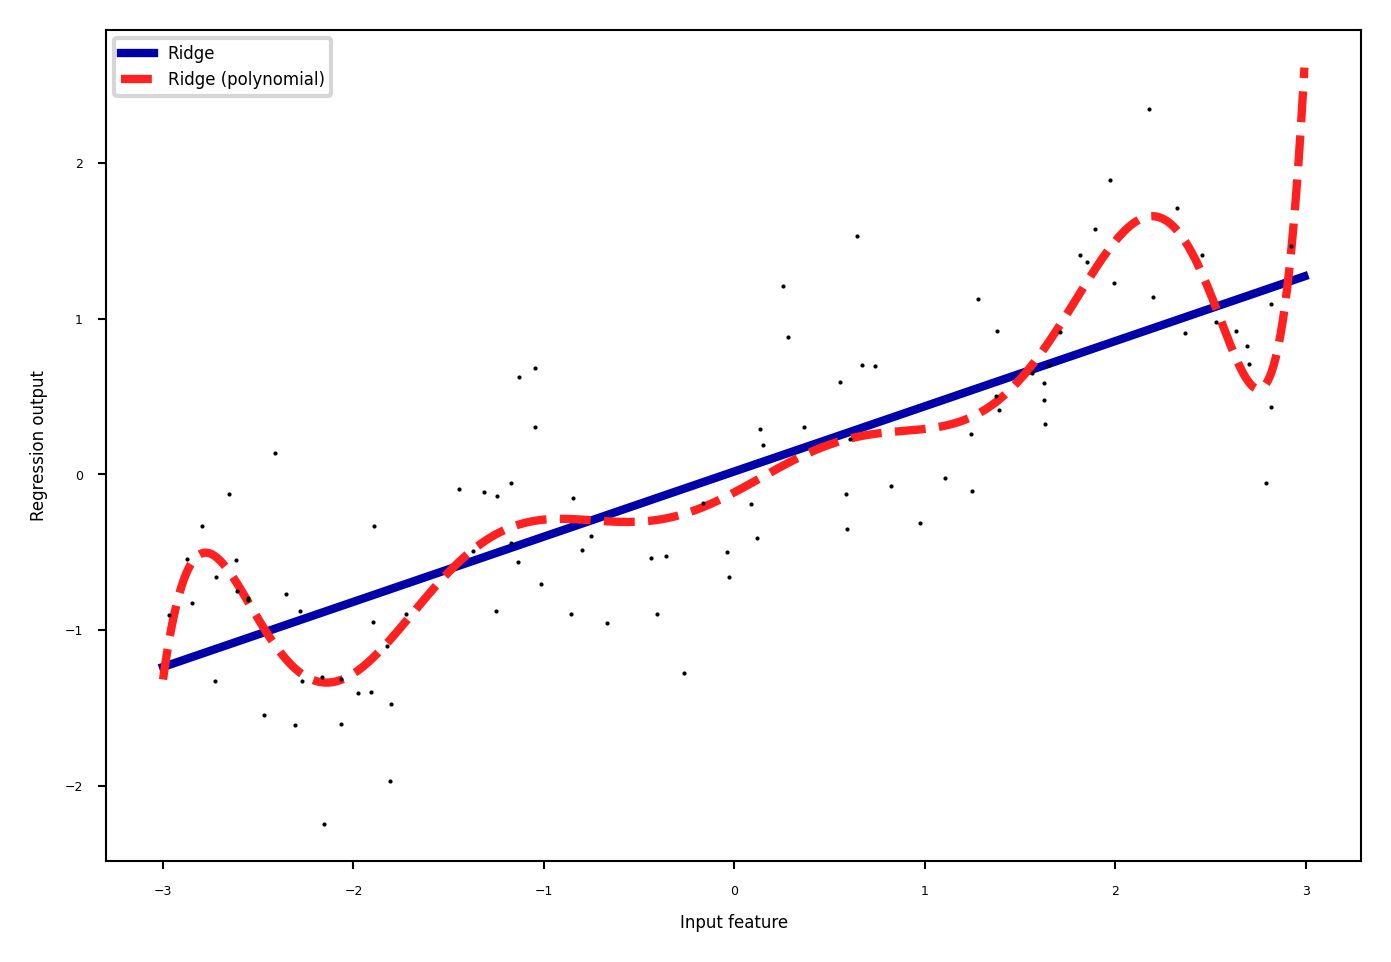 Ridge
Ridge (polynomial)
2
1
0
−1
−2
Regression output
−3 −2 −1 0 1 2 3
Input feature